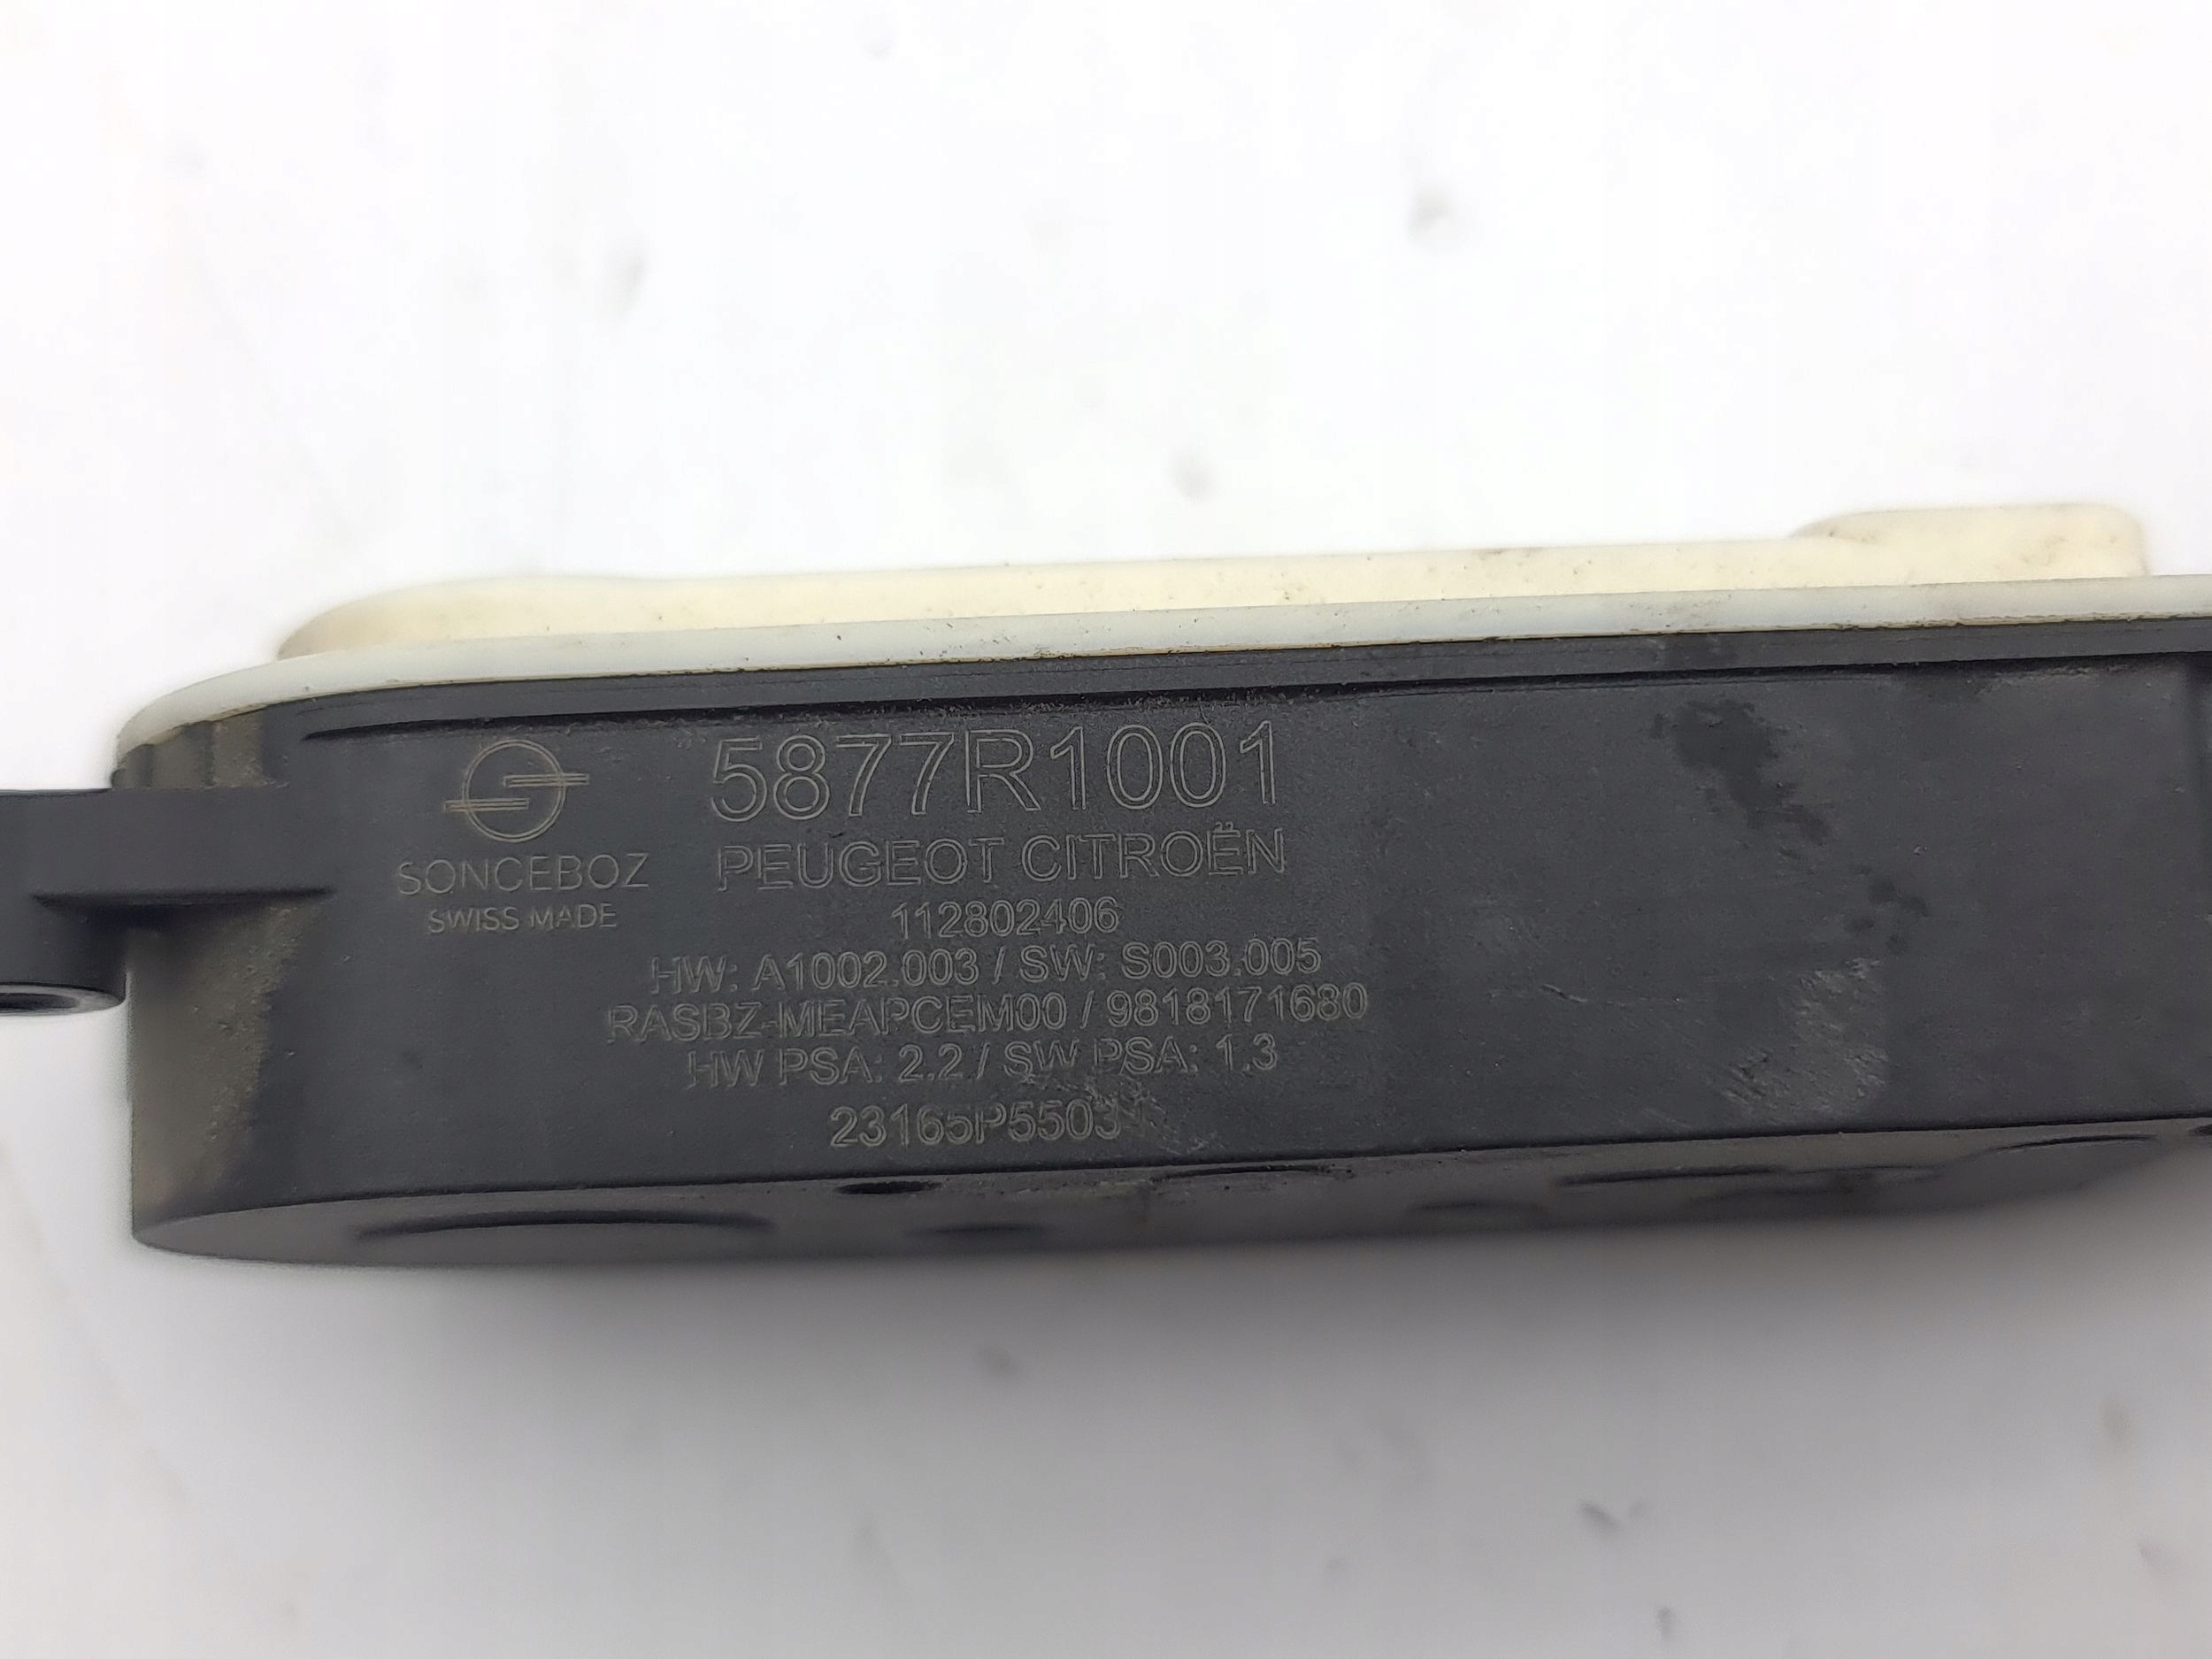 5877R1001
SONCEBOZ
SWISS MADE
PEUGEOT CITROËN
112802406
HW: A1002.003 / SW: S003.005
RASBZ-MEAPCEM00 / 9818171680
HW PSA: 2.2 / SW PSA: 1.3